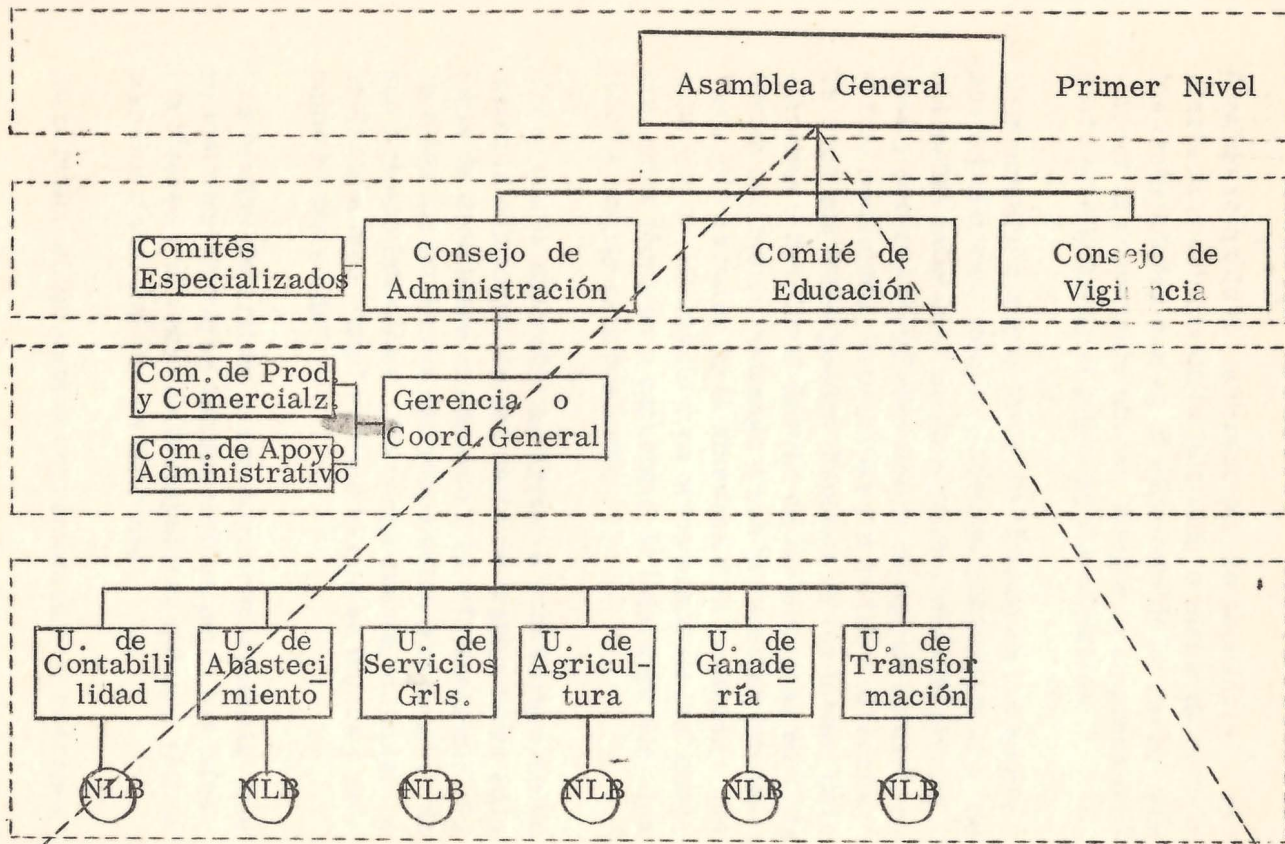 Asamblea General
Primer Nivel
Comités
Especializados
Consejo de
Administración
Comité de
Educación
Consejo de
Com. de Prod.
y Comercialz.
Com. de Apoyo
Administrativo
Gerencia o
Coord. General
U. de
Contabili
lidad
U. de
Abasteci
miento
U. de
Servicios
Grls.
U. de
Agricul-
tura
U. de
Ganade
ría
U. de
Transfor
mación
NLB
NLB
NLB
NLB
NLB
NLB